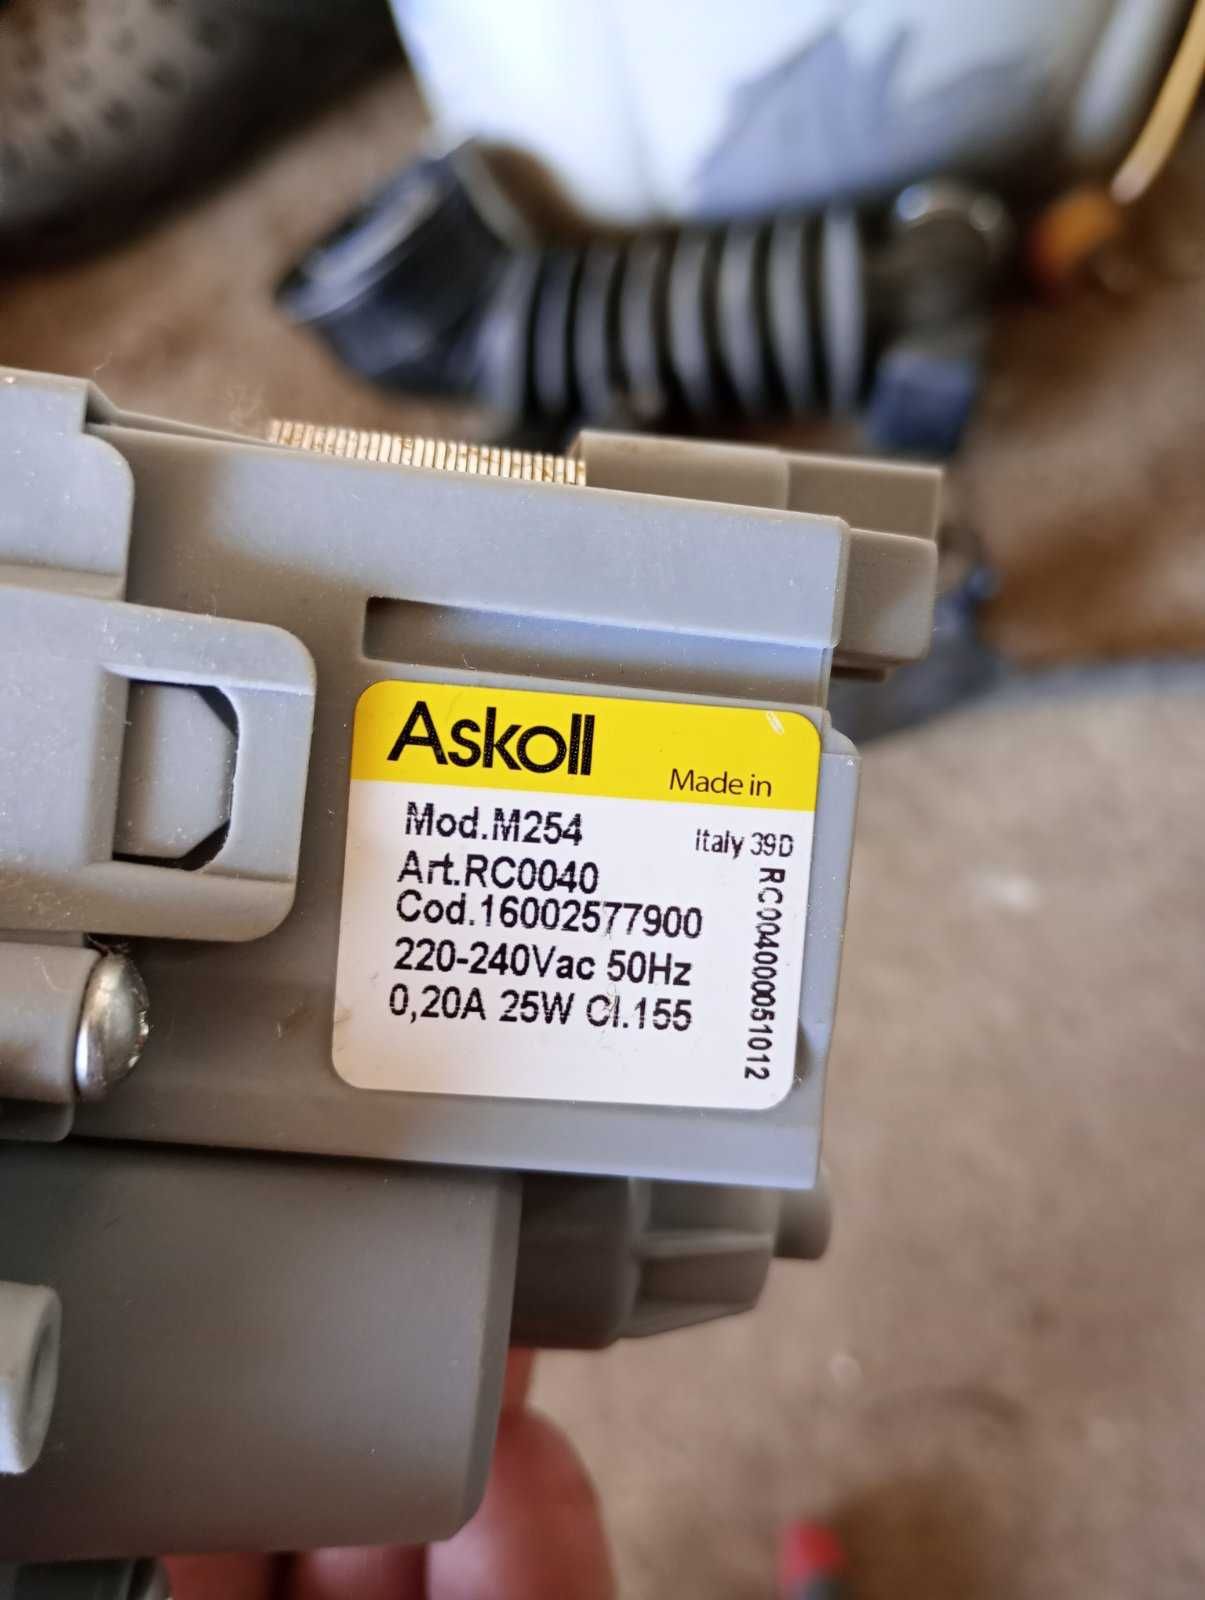 Askoll
Made in
Italy 39D
Mod.M254
Art.RC0040
Cod.16002577900
220-240Vac 50Hz
0,20A 25W Cl.155
RC004000051012